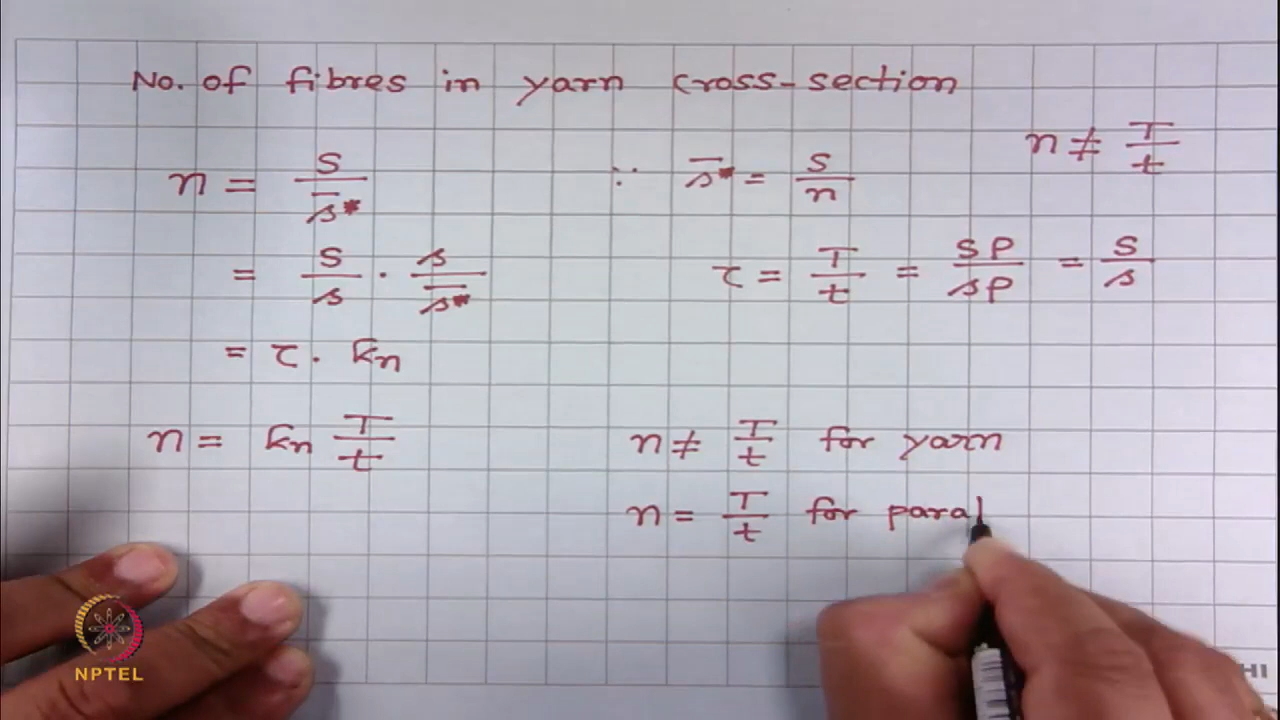 No. of fibres in yarn cross-section
n ≠ T/t
n = S/s̄* ∵ s̄* = S/n
= S/s · s/s̄* τ = T/t = Sρ/sρ = S/s
= τ · kn
n = kn T/t n ≠ T/t for yarn
n = T/t for paral
NPTEL